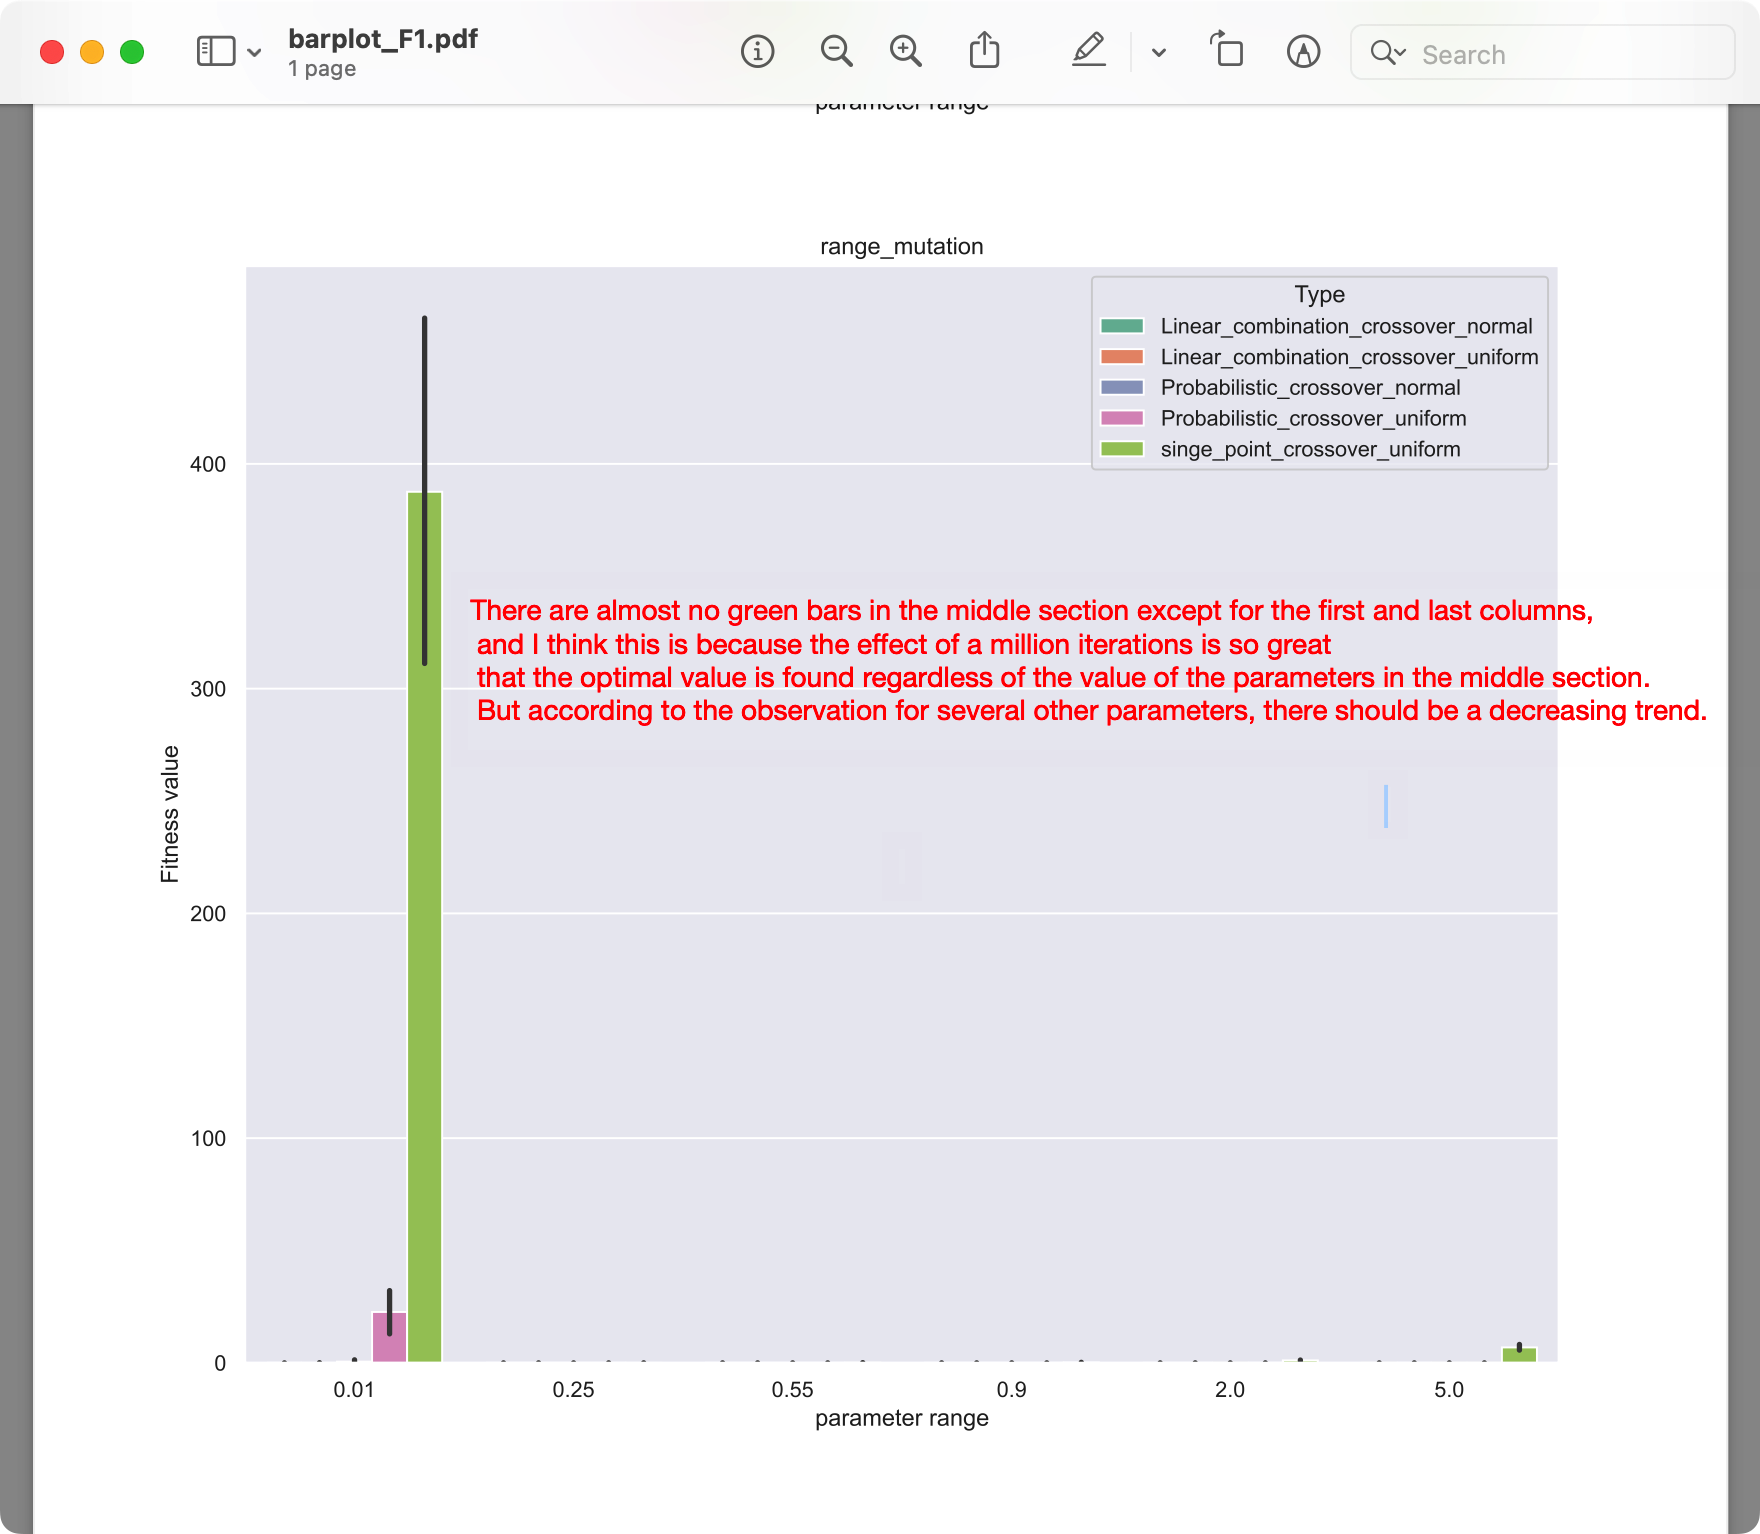 barplot_F1.pdf
1 page
Search
parameter range
range_mutation
Type
Linear_combination_crossover_normal
Linear_combination_crossover_uniform
Probabilistic_crossover_normal
Probabilistic_crossover_uniform
singe_point_crossover_uniform
There are almost no green bars in the middle section except for the first and last columns,
and I think this is because the effect of a million iterations is so great
that the optimal value is found regardless of the value of the parameters in the middle section.
But according to the observation for several other parameters, there should be a decreasing trend.
Fitness value
400
300
200
100
0
0.01 0.25 0.55 0.9 2.0 5.0
parameter range